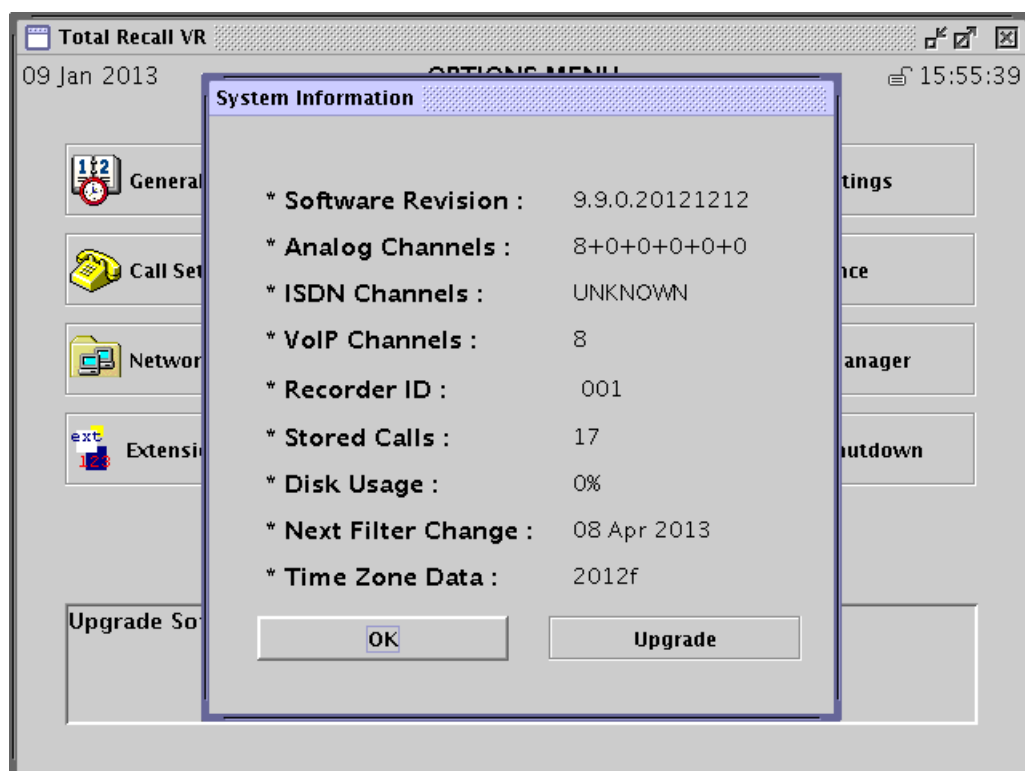 Total Recall VR
09 Jan 2013
15:55:39
System Information
General
Call Set
Networ
Extensi
ext
123
* Software Revision : 9.9.0.20121212
* Analog Channels : 8+0+0+0+0+0
* ISDN Channels : UNKNOWN
* VoIP Channels : 8
* Recorder ID : 001
* Stored Calls : 17
* Disk Usage : 0%
* Next Filter Change : 08 Apr 2013
* Time Zone Data : 2012f
OK Upgrade
tings
nce
anager
utdown
Upgrade So